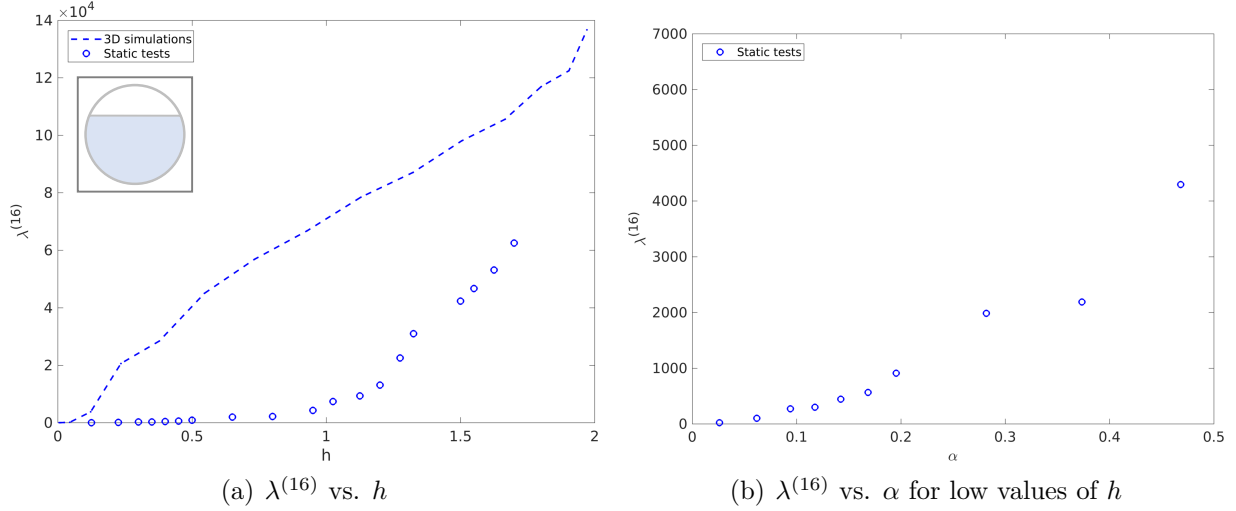 ×10⁴
14
12
10
8
6
4
2
0
λ⁽¹⁶⁾
3D simulations
Static tests
0 0.5 1 1.5 2
h
(a) λ⁽¹⁶⁾ vs. h
7000
6000
5000
4000
3000
2000
1000
0
λ⁽¹⁶⁾
Static tests
0 0.1 0.2 0.3 0.4 0.5
α
(b) λ⁽¹⁶⁾ vs. α for low values of h